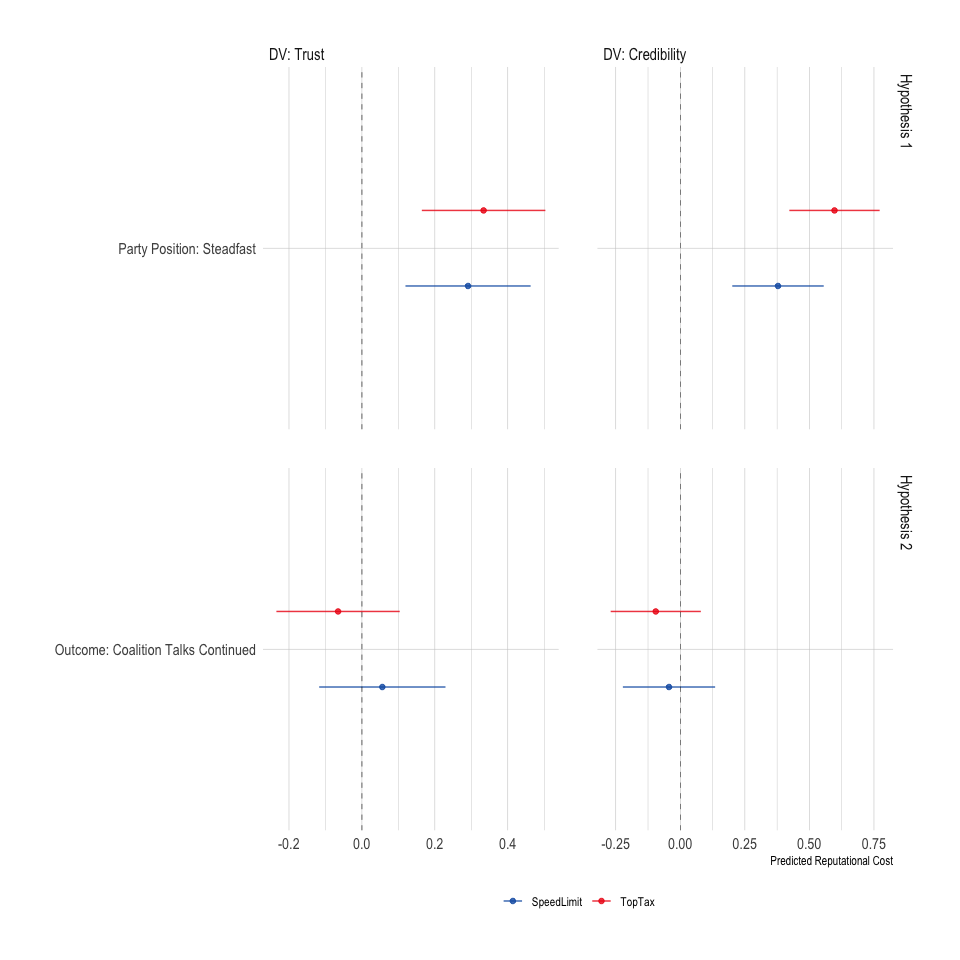 DV: Trust
DV: Credibility
Hypothesis 1
Party Position: Steadfast
Hypothesis 2
Outcome: Coalition Talks Continued
-0.2 0.0 0.2 0.4
-0.25 0.00 0.25 0.50 0.75
Predicted Reputational Cost
SpeedLimit TopTax